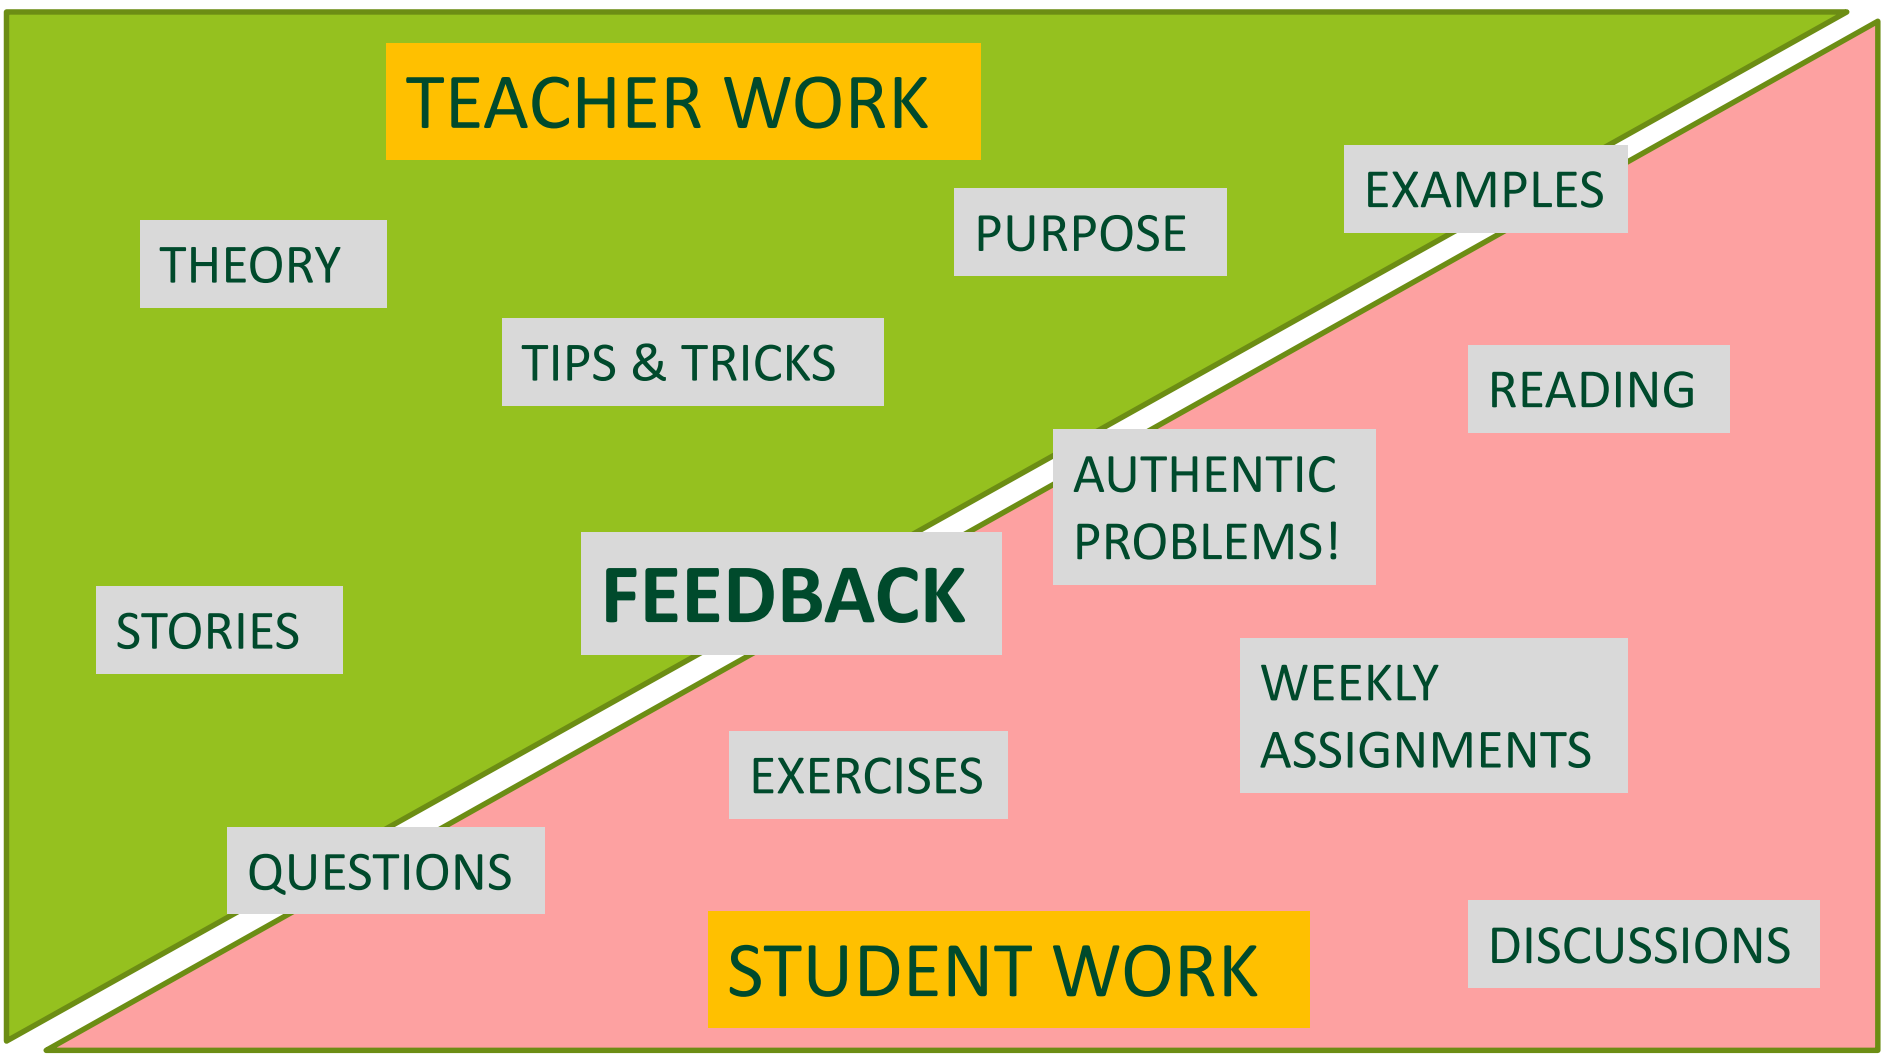 TEACHER WORK
EXAMPLES
PURPOSE
THEORY
TIPS & TRICKS
READING
AUTHENTIC
PROBLEMS!
FEEDBACK
STORIES
WEEKLY
ASSIGNMENTS
EXERCISES
QUESTIONS
STUDENT WORK
DISCUSSIONS